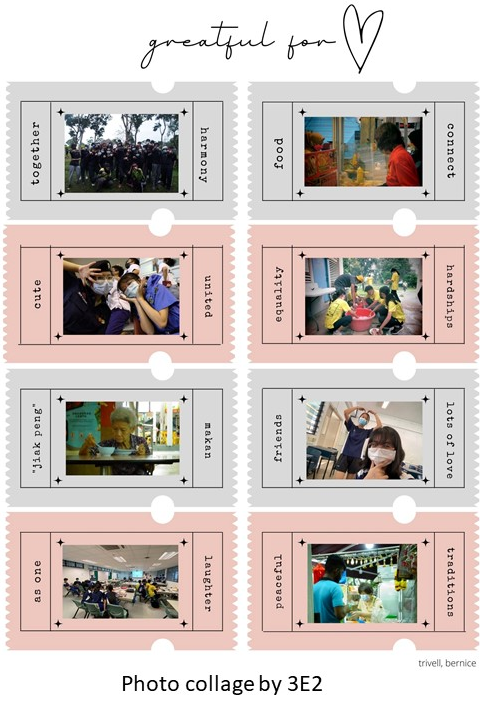 greatful for
together
harmony
food
connect
cute
united
equality
hardships
"jiak peng"
makan
friends
lots of love
as one
laughter
peaceful
traditions
trivell, bernice
Photo collage by 3E2